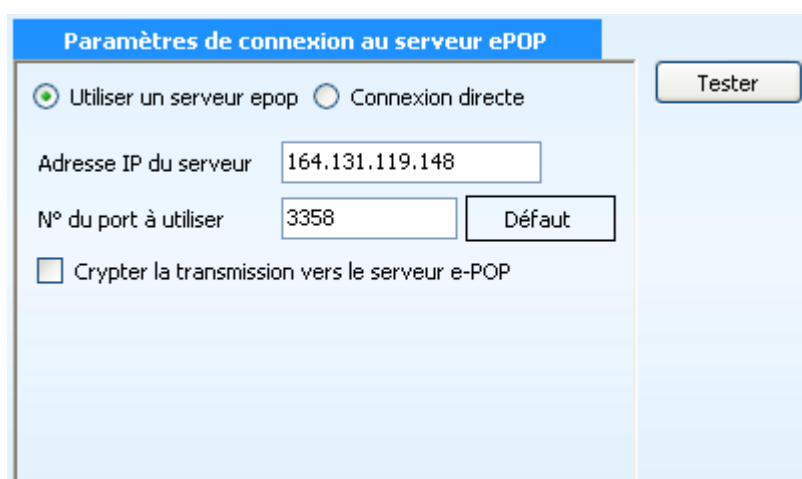 Paramètres de connexion au serveur ePOP
Tester
Utiliser un serveur epop Connexion directe
Adresse IP du serveur 164.131.119.148
N° du port à utiliser 3358 Défaut
Crypter la transmission vers le serveur e-POP